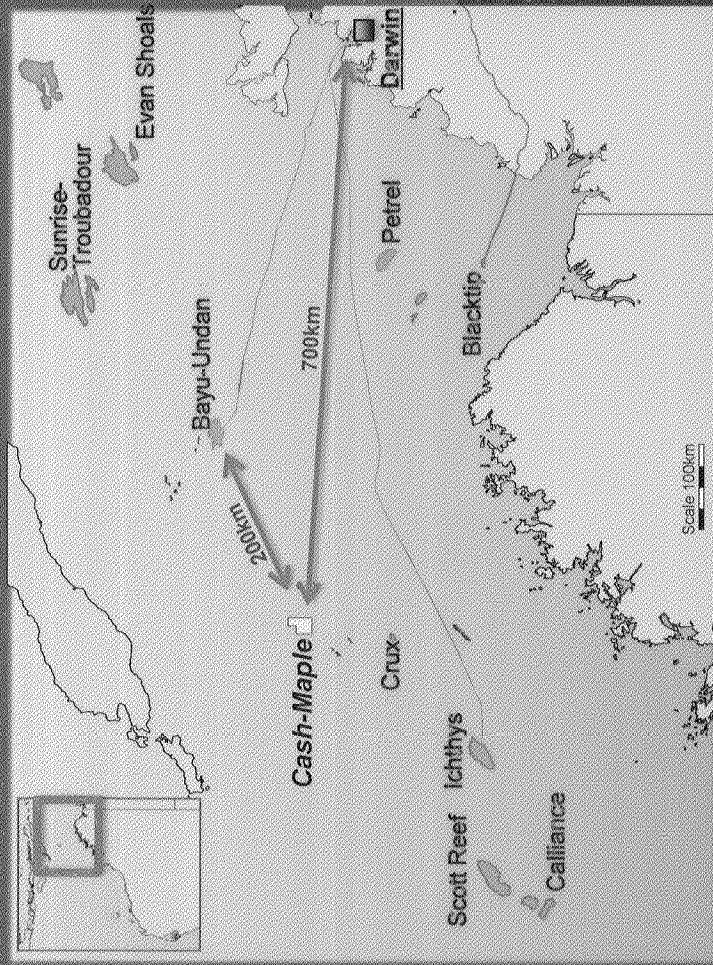 Evan Shoals
Sunrise-
Troubadour
Bayu-Undan
Darwin
Petrel
Blacktip
700km
200km
Cash-Maple
Crux
Ichthys
Scott Reef
Calliance
Scale 100km